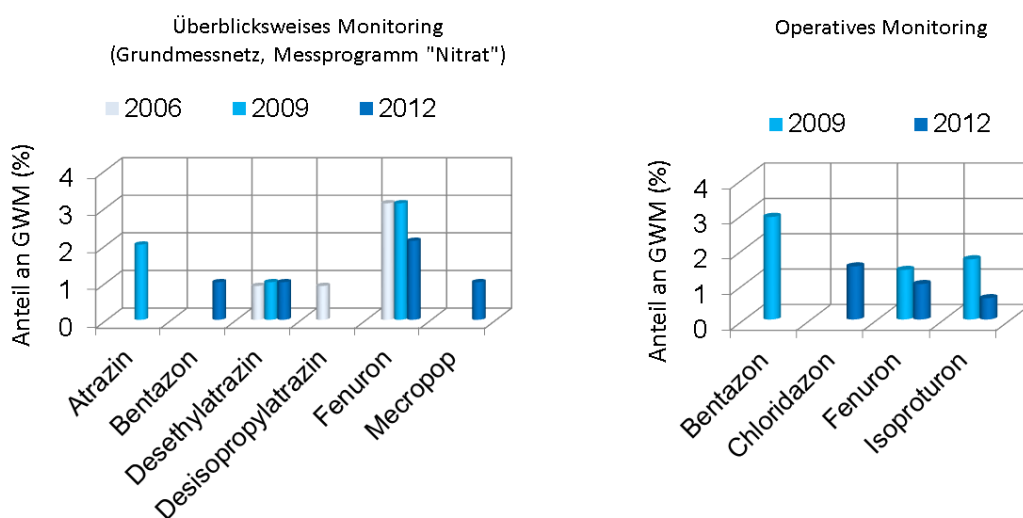 Überblicksweises Monitoring
(Grundmessnetz, Messprogramm "Nitrat")
2006 2009 2012
Anteil an GWM (%)
4
3
2
1
0
Atrazin
Bentazon
Desethylatrazin
Desisopropylatrazin
Fenuron
Mecropop
Operatives Monitoring
2009 2012
Anteil an GWM (%)
4
3
2
1
0
Bentazon
Chloridazon
Fenuron
Isoproturon